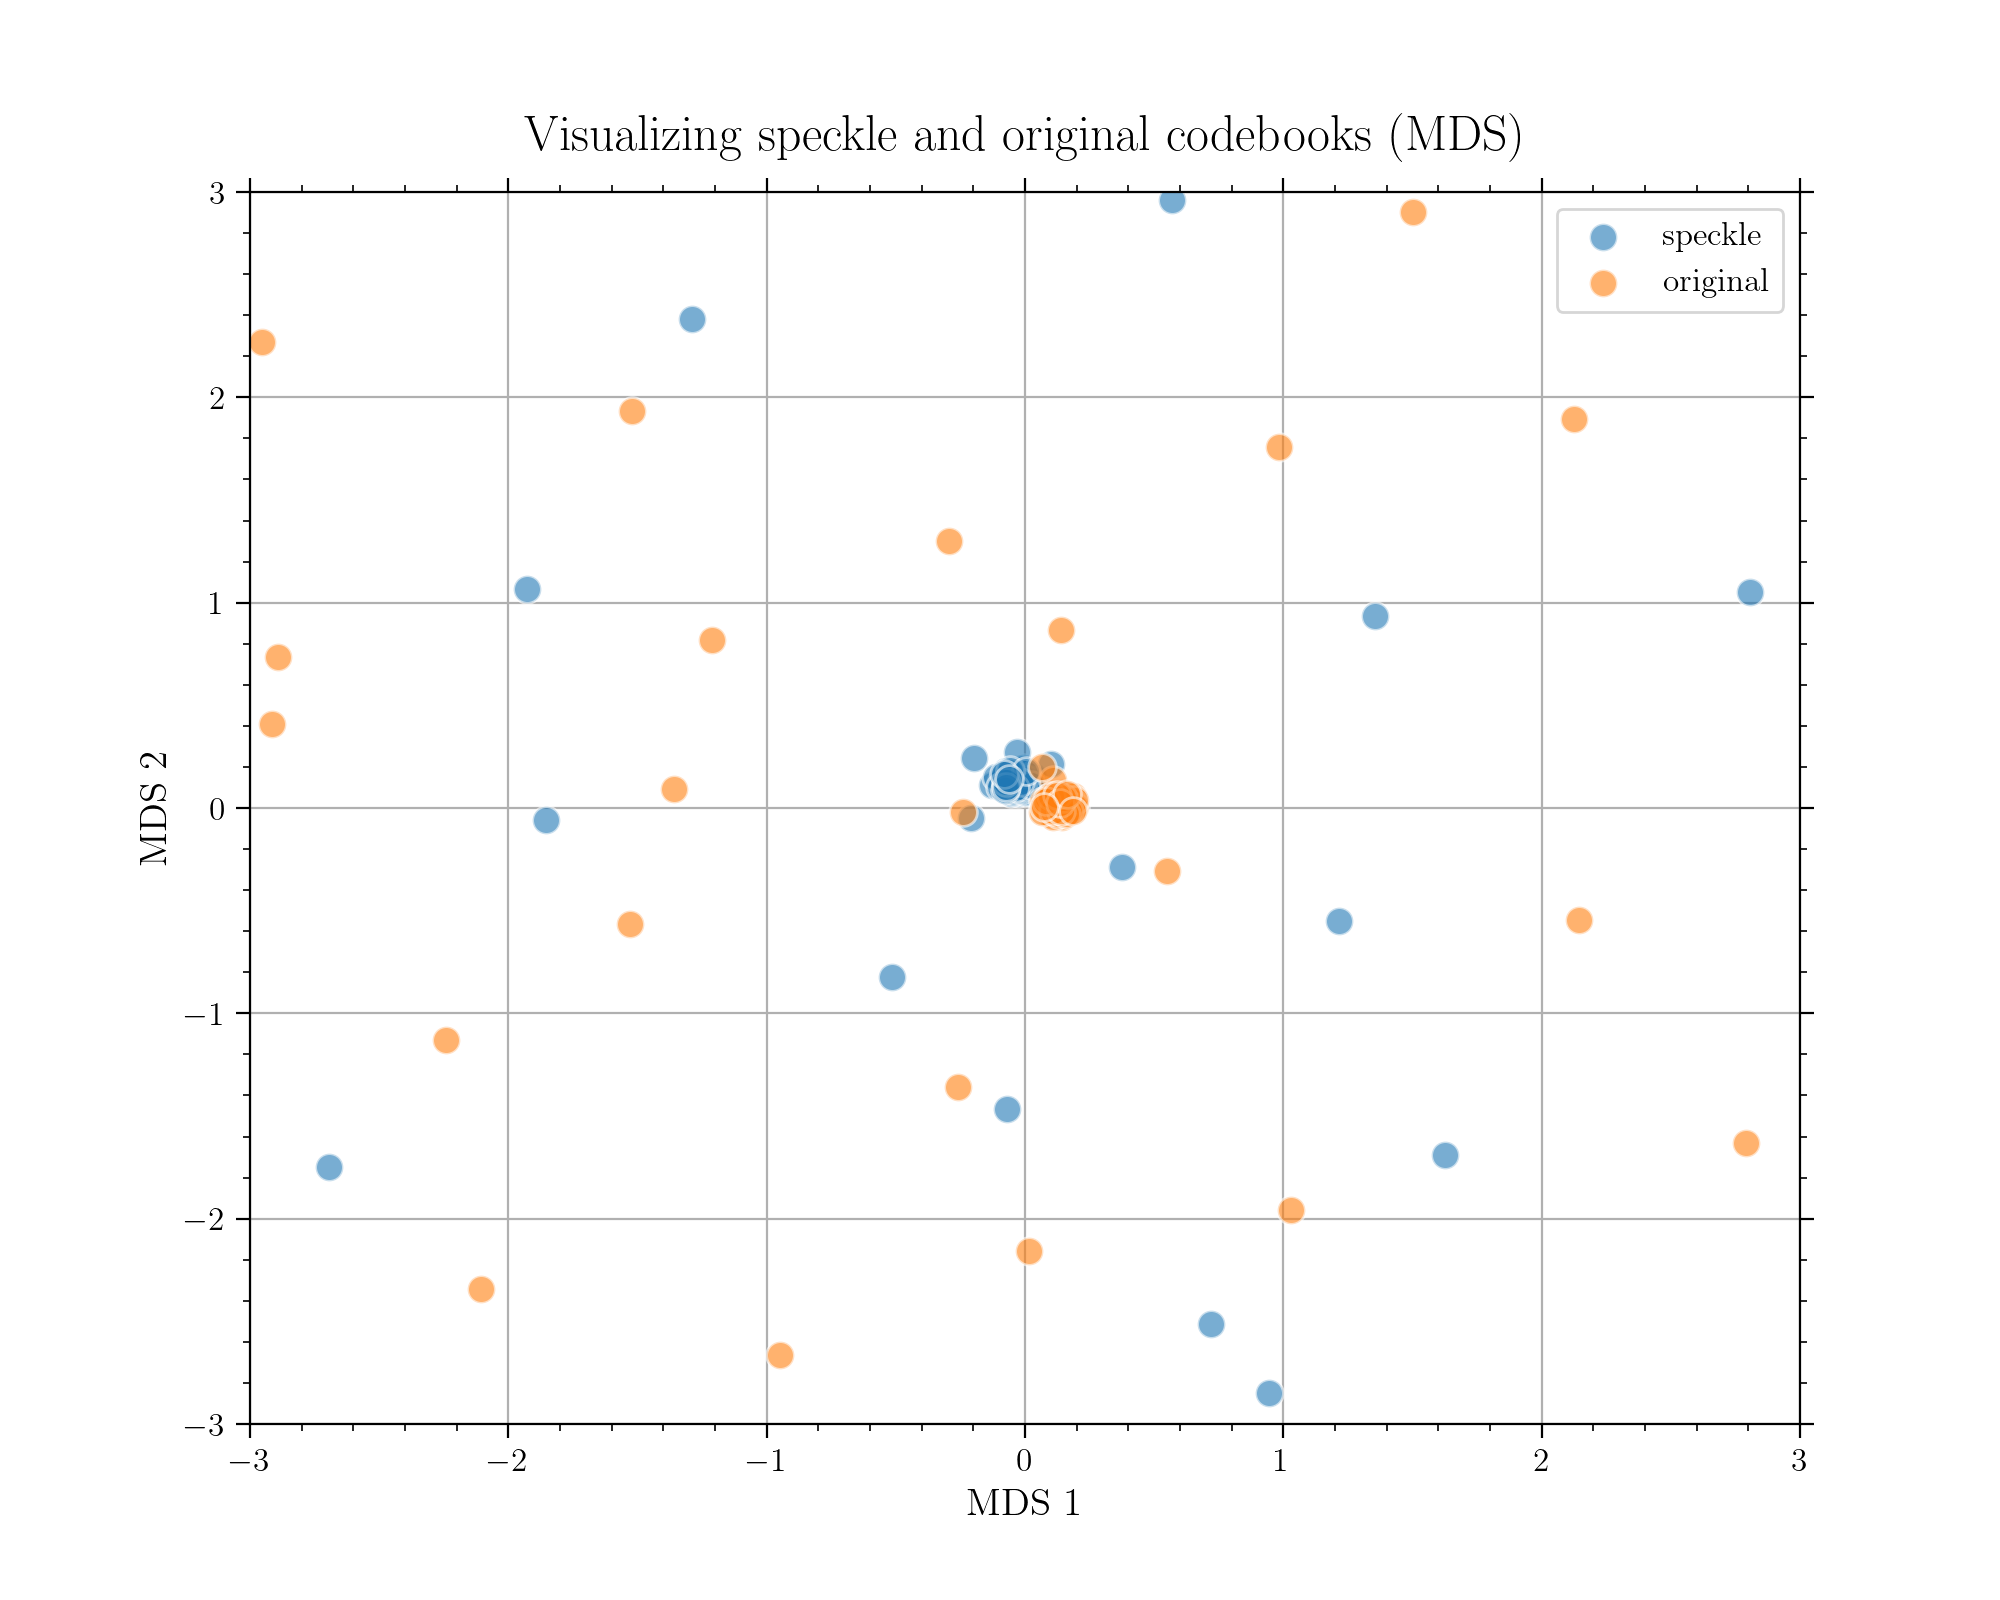 Visualizing speckle and original codebooks (MDS)
speckle
original
3
2
1
0
−1
−2
−3
MDS 2
−3 −2 −1 0 1 2 3
MDS 1